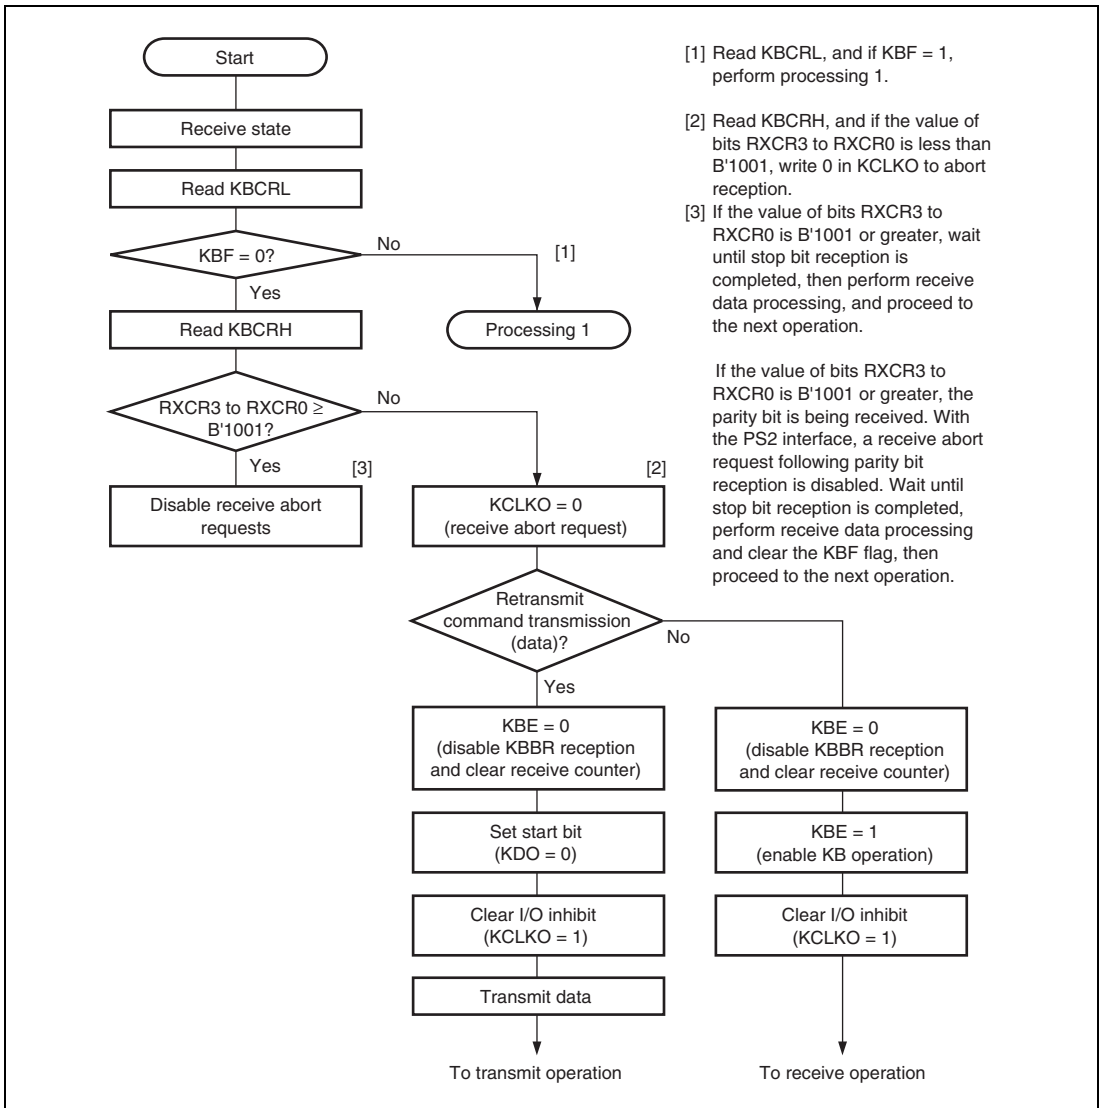 Start
Receive state
Read KBCRL
KBF = 0?
No
[1]
Yes
Processing 1
Read KBCRH
RXCR3 to RXCR0 ≥
B'1001?
No
Yes
[3]
[2]
Disable receive abort
requests
KCLKO = 0
(receive abort request)
Retransmit
command transmission
(data)?
No
Yes
KBE = 0
(disable KBBR reception
and clear receive counter)
KBE = 0
(disable KBBR reception
and clear receive counter)
Set start bit
(KDO = 0)
KBE = 1
(enable KB operation)
Clear I/O inhibit
(KCLKO = 1)
Clear I/O inhibit
(KCLKO = 1)
Transmit data
To transmit operation
To receive operation
[1] Read KBCRL, and if KBF = 1,
perform processing 1.
[2] Read KBCRH, and if the value of
bits RXCR3 to RXCR0 is less than
B'1001, write 0 in KCLKO to abort
reception.
[3] If the value of bits RXCR3 to
RXCR0 is B'1001 or greater, wait
until stop bit reception is
completed, then perform receive
data processing, and proceed to
the next operation.
If the value of bits RXCR3 to
RXCR0 is B'1001 or greater, the
parity bit is being received. With
the PS2 interface, a receive abort
request following parity bit
reception is disabled. Wait until
stop bit reception is completed,
perform receive data processing
and clear the KBF flag, then
proceed to the next operation.